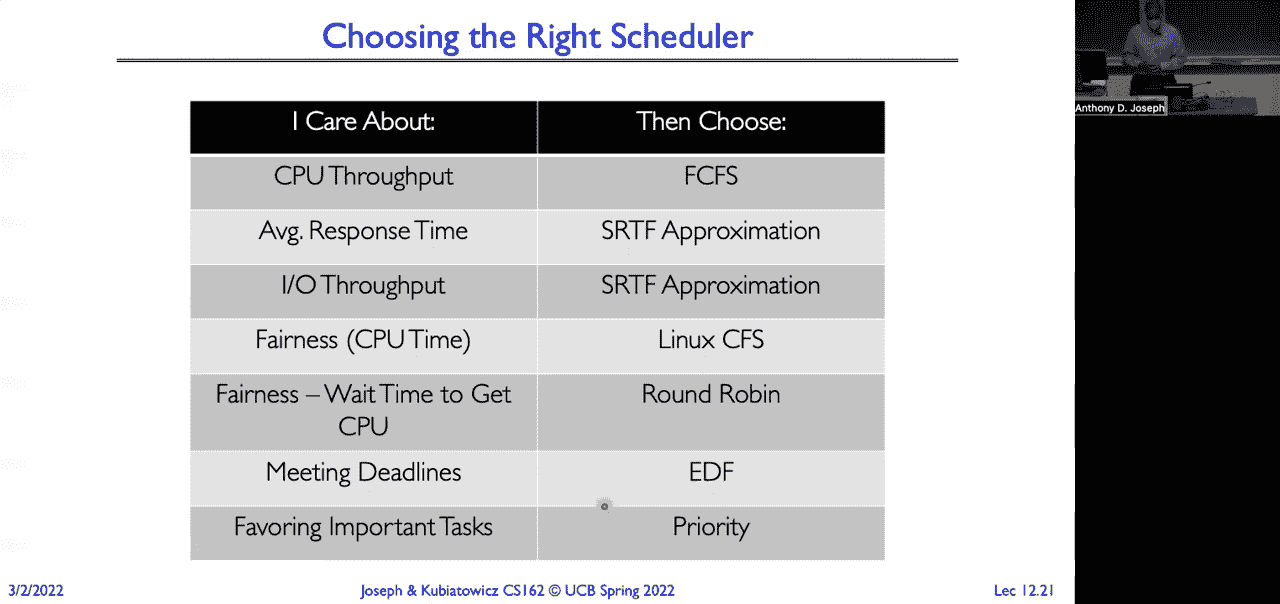 Choosing the Right Scheduler
Anthony D. Joseph
I Care About:
Then Choose:
CPU Throughput
FCFS
Avg. Response Time
SRTF Approximation
I/O Throughput
SRTF Approximation
Fairness (CPU Time)
Linux CFS
Fairness – Wait Time to Get
CPU
Round Robin
Meeting Deadlines
EDF
Favoring Important Tasks
Priority
3/2/2022
Joseph & Kubiatowicz CS162 © UCB Spring 2022
Lec 12.21